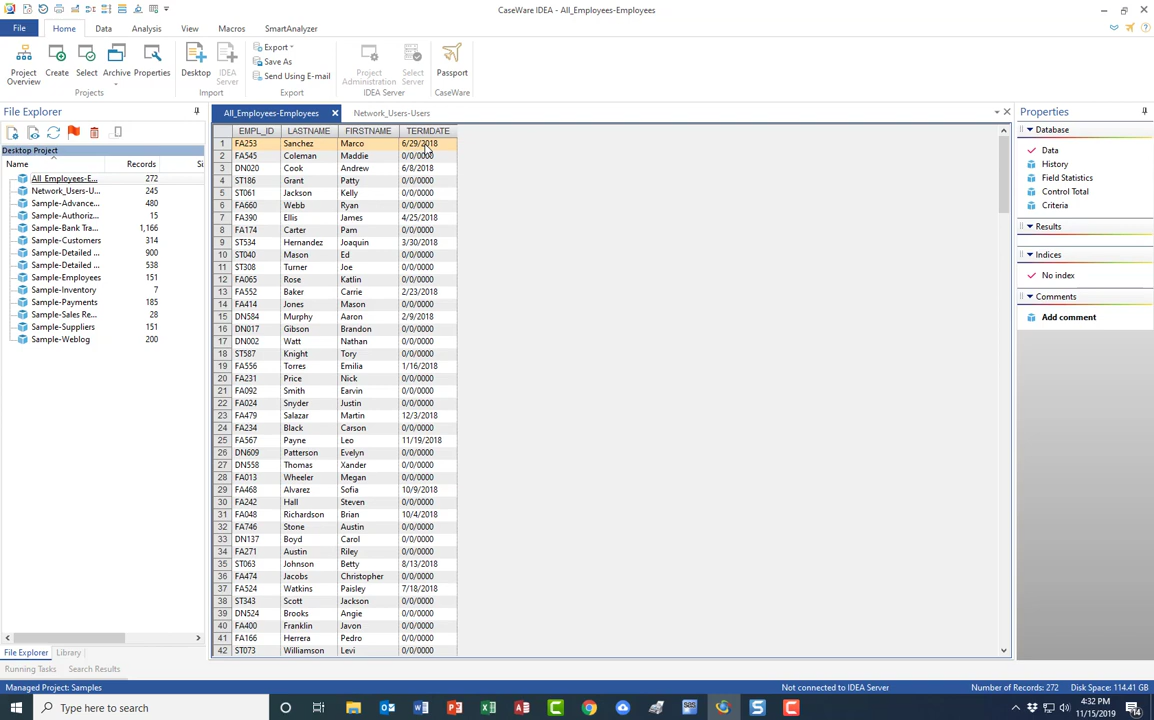 CaseWare IDEA - All_Employees-Employees
File Home Data Analysis View Macros SmartAnalyzer
Project Overview
Create
Select
Archive
Properties
Desktop
IDEA Server
Export
Save As
Send Using E-mail
Project Administration
Select Server
Passport
Projects Import Export IDEA Server CaseWare
File Explorer
Desktop Project
Name Records Si
All_Employees-E... 272
Network_Users-U... 245
Sample-Advance... 480
Sample-Authoriz... 15
Sample-Bank Tra... 1,166
Sample-Customers 314
Sample-Detailed ... 900
Sample-Detailed ... 538
Sample-Employees 151
Sample-Inventory 7
Sample-Payments 185
Sample-Sales Re... 28
Sample-Suppliers 151
Sample-Weblog 200
File Explorer Library
Running Tasks Search Results
All_Employees-Employees Network_Users-Users
EMPL_ID LASTNAME FIRSTNAME TERMDATE
1 FA253 Sanchez Marco 6/29/2018
2 FA545 Coleman Maddie 0/0/0000
3 DN020 Cook Andrew 6/8/2018
4 ST186 Grant Patty 0/0/0000
5 ST061 Jackson Kelly 0/0/0000
6 FA660 Webb Ryan 0/0/0000
7 FA390 Ellis James 4/25/2018
8 FA174 Carter Pam 0/0/0000
9 ST534 Hernandez Joaquin 3/30/2018
10 ST040 Mason Ed 0/0/0000
11 ST308 Turner Joe 0/0/0000
12 FA065 Rose Katlin 0/0/0000
13 FA552 Baker Carrie 2/23/2018
14 FA414 Jones Mason 0/0/0000
15 DN584 Murphy Aaron 2/9/2018
16 DN017 Gibson Brandon 0/0/0000
17 DN002 Watt Nathan 0/0/0000
18 ST587 Knight Tory 0/0/0000
19 FA556 Torres Emilia 1/16/2018
20 FA231 Price Nick 0/0/0000
21 FA092 Smith Earvin 0/0/0000
22 FA024 Snyder Justin 0/0/0000
23 FA479 Salazar Martin 12/3/2018
24 FA234 Black Carson 0/0/0000
25 FA567 Payne Leo 11/19/2018
26 DN609 Patterson Evelyn 0/0/0000
27 DN558 Thomas Xander 0/0/0000
28 FA013 Wheeler Megan 0/0/0000
29 FA468 Alvarez Sofia 10/9/2018
30 FA242 Hall Steven 0/0/0000
31 FA048 Richardson Brian 10/4/2018
32 FA746 Stone Austin 0/0/0000
33 DN137 Boyd Carol 0/0/0000
34 FA271 Austin Riley 0/0/0000
35 ST063 Johnson Betty 8/13/2018
36 FA474 Jacobs Christopher 0/0/0000
37 FA524 Watkins Paisley 7/18/2018
38 ST343 Scott Jackson 0/0/0000
39 DN524 Brooks Angie 0/0/0000
40 FA400 Franklin Javon 0/0/0000
41 FA166 Herrera Pedro 0/0/0000
42 ST073 Williamson Levi 0/0/0000
Properties
Database
Data
History
Field Statistics
Control Total
Criteria
Results
Indices
No index
Comments
Add comment
Managed Project: Samples Not connected to IDEA Server Number of Records: 272 Disk Space: 114.41 GB
Type here to search
4:32 PM
11/15/2019
14